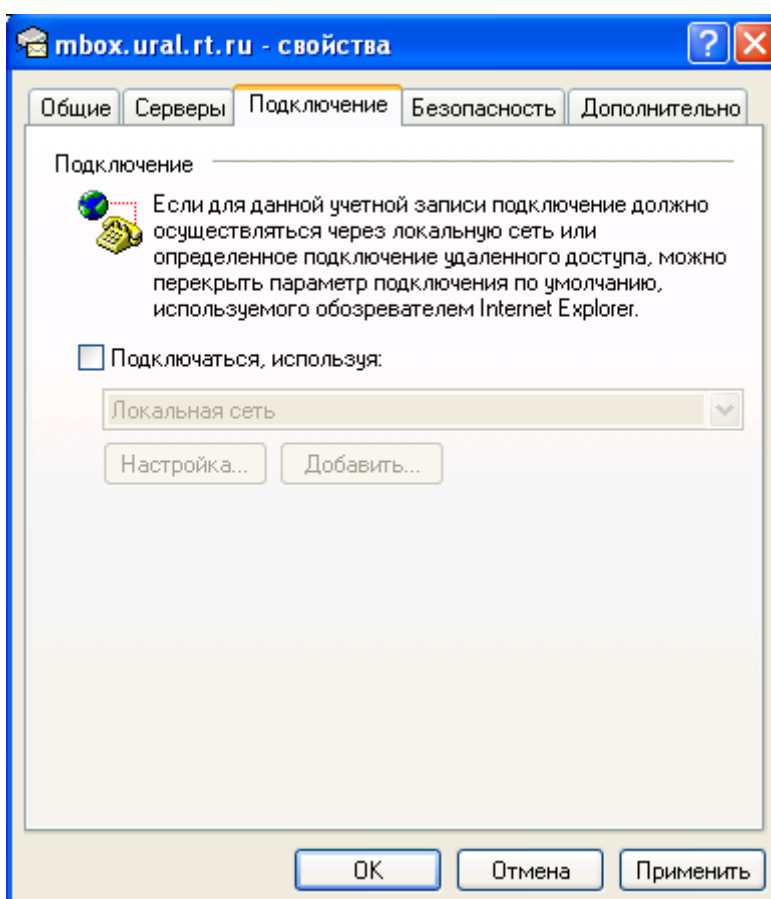 mbox.ural.rt.ru - свойства
Общие Серверы Подключение Безопасность Дополнительно
Подключение
Если для данной учетной записи подключение должно
осуществляться через локальную сеть или
определенное подключение удаленного доступа, можно
перекрыть параметр подключения по умолчанию,
используемого обозревателем Internet Explorer.
Подключаться, используя:
Локальная сеть
Настройка... Добавить...
OK Отмена Применить